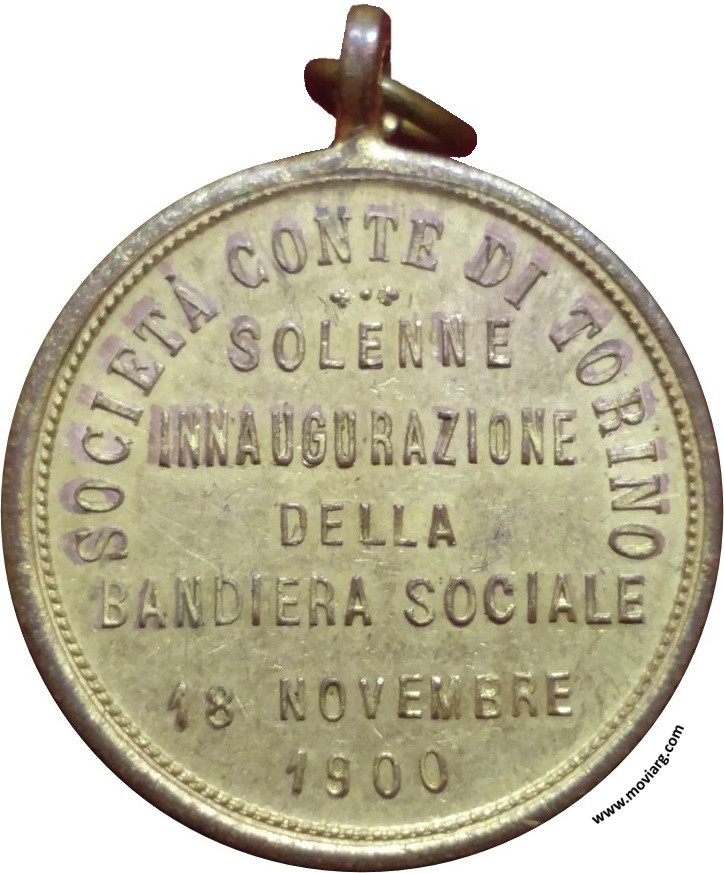 SOCIETÀ CONTE DI TORINO
SOLENNE
INNAUGURAZIONE
DELLA
BANDIERA SOCIALE
18 NOVEMBRE
1900
www.moviarg.com